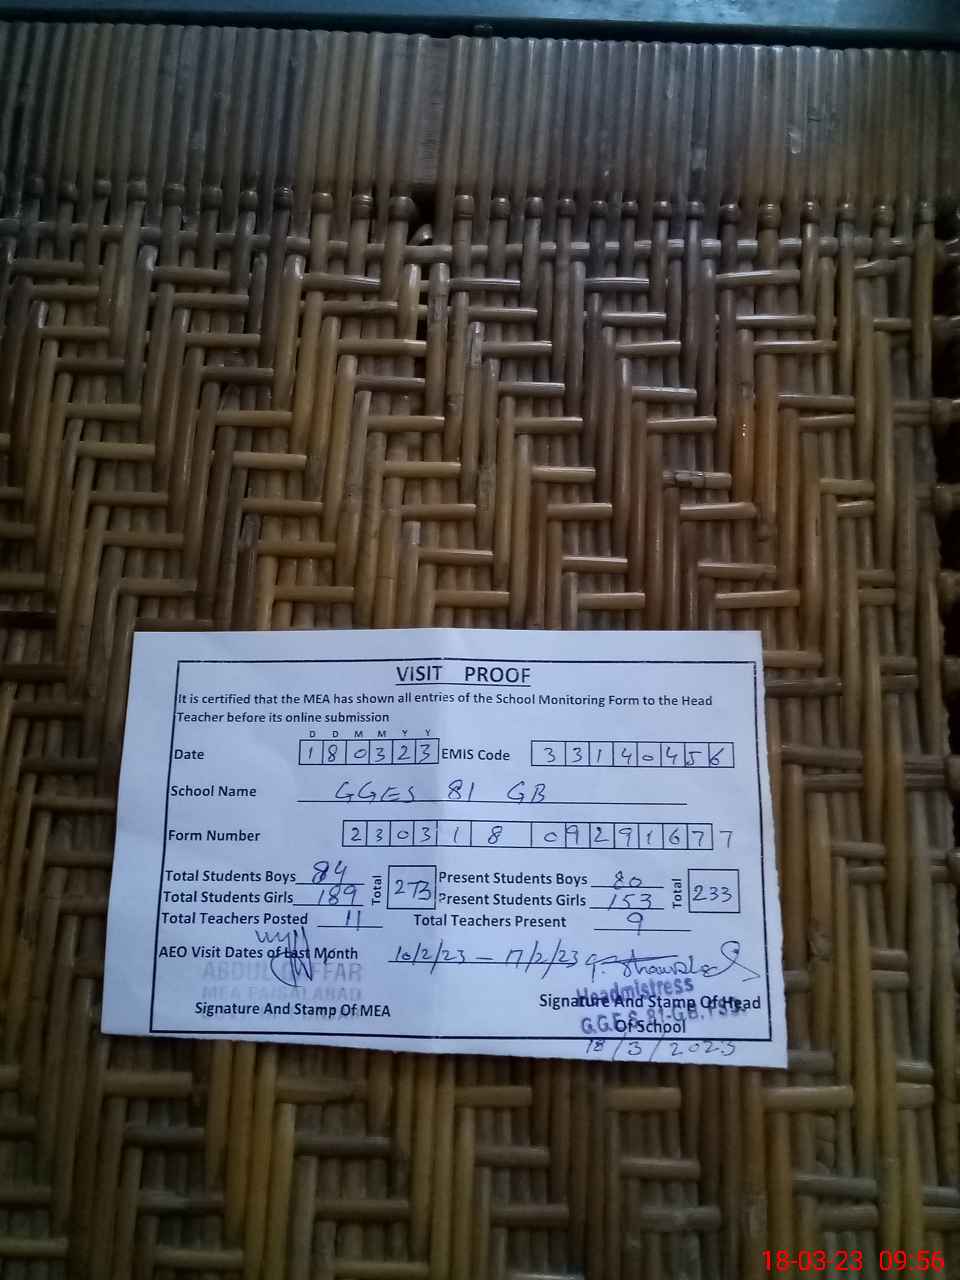 VISIT PROOF
It is certified that the MEA has shown all entries of the School Monitoring Form to the Head
Teacher before its online submission
D D M M Y Y
Date 1 8 0 3 2 3 EMIS Code 3 3 1 4 0 4 5 6
School Name GGES 81 GB
Form Number 2 3 0 3 1 8 0 9 2 9 1 6 7 7
Total Students Boys 84 Total 273 Present Students Boys 80 Total 233
Total Students Girls 189 Present Students Girls 153
Total Teachers Posted 11 Total Teachers Present 9
AEO Visit Dates of Last Month 10/2/23 — 17/2/23
ABDUL GAFFAR
MEA FAISALABAD
Headmistress
Signature And Stamp Of MEA Signature And Stamp Of Head
G.G.E.S. 81-GB. FSD.
Of School
18/3/2023
18-03-23 09:56